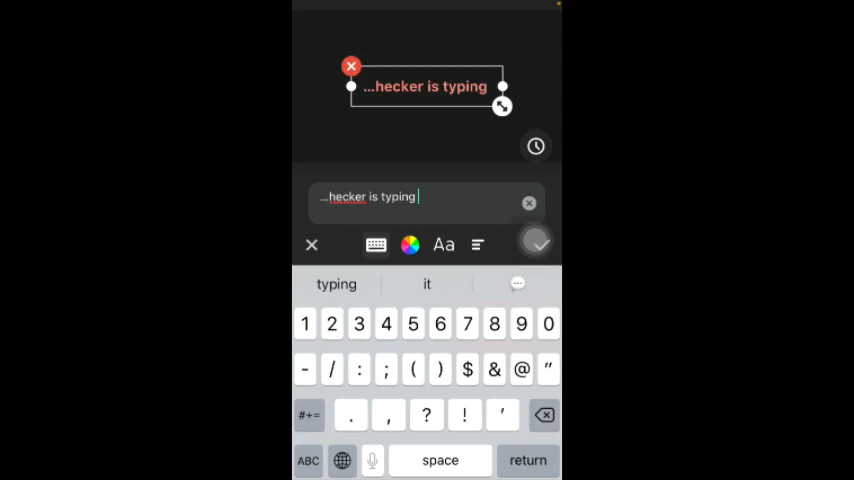 ...hecker is typing
...hecker is typing
Aa
typing it
1 2 3 4 5 6 7 8 9 0
- / : ; ( ) $ & @ "
#+= . , ? ! '
ABC space return